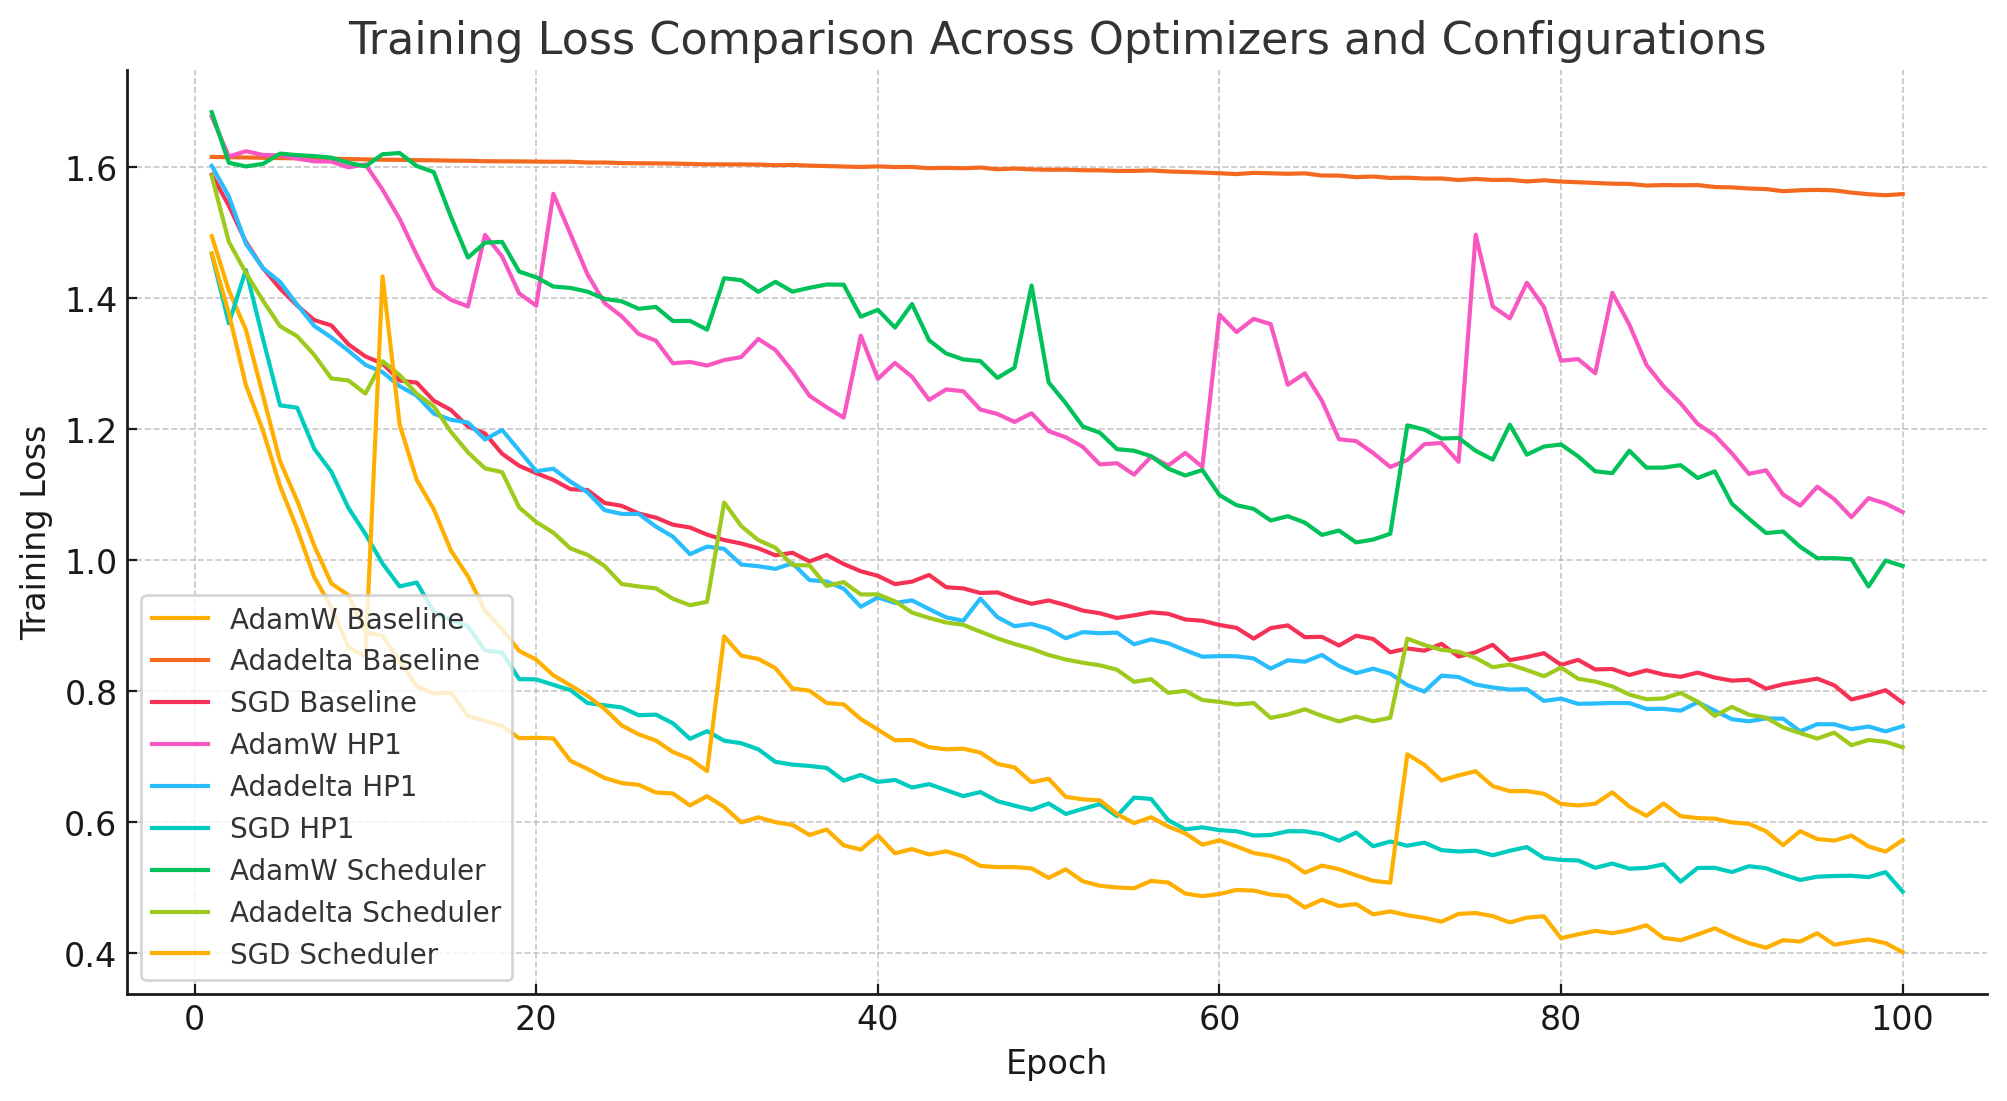 Training Loss Comparison Across Optimizers and Configurations
1.6
1.4
1.2
1.0
0.8
0.6
0.4
Training Loss
AdamW Baseline
Adadelta Baseline
SGD Baseline
AdamW HP1
Adadelta HP1
SGD HP1
AdamW Scheduler
Adadelta Scheduler
SGD Scheduler
0 20 40 60 80 100
Epoch